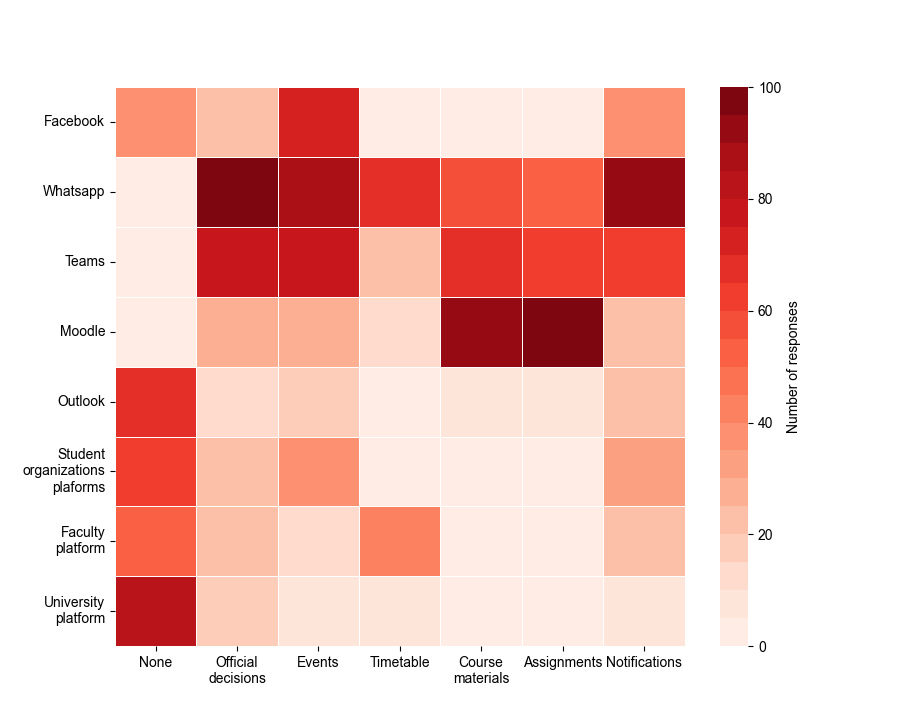 Facebook
Whatsapp
Teams
Moodle
Outlook
Student
organizations
plaforms
Faculty
platform
University
platform
None
Official
decisions
Events
Timetable
Course
materials
Assignments
Notifications
100
80
60
40
20
0
Number of responses